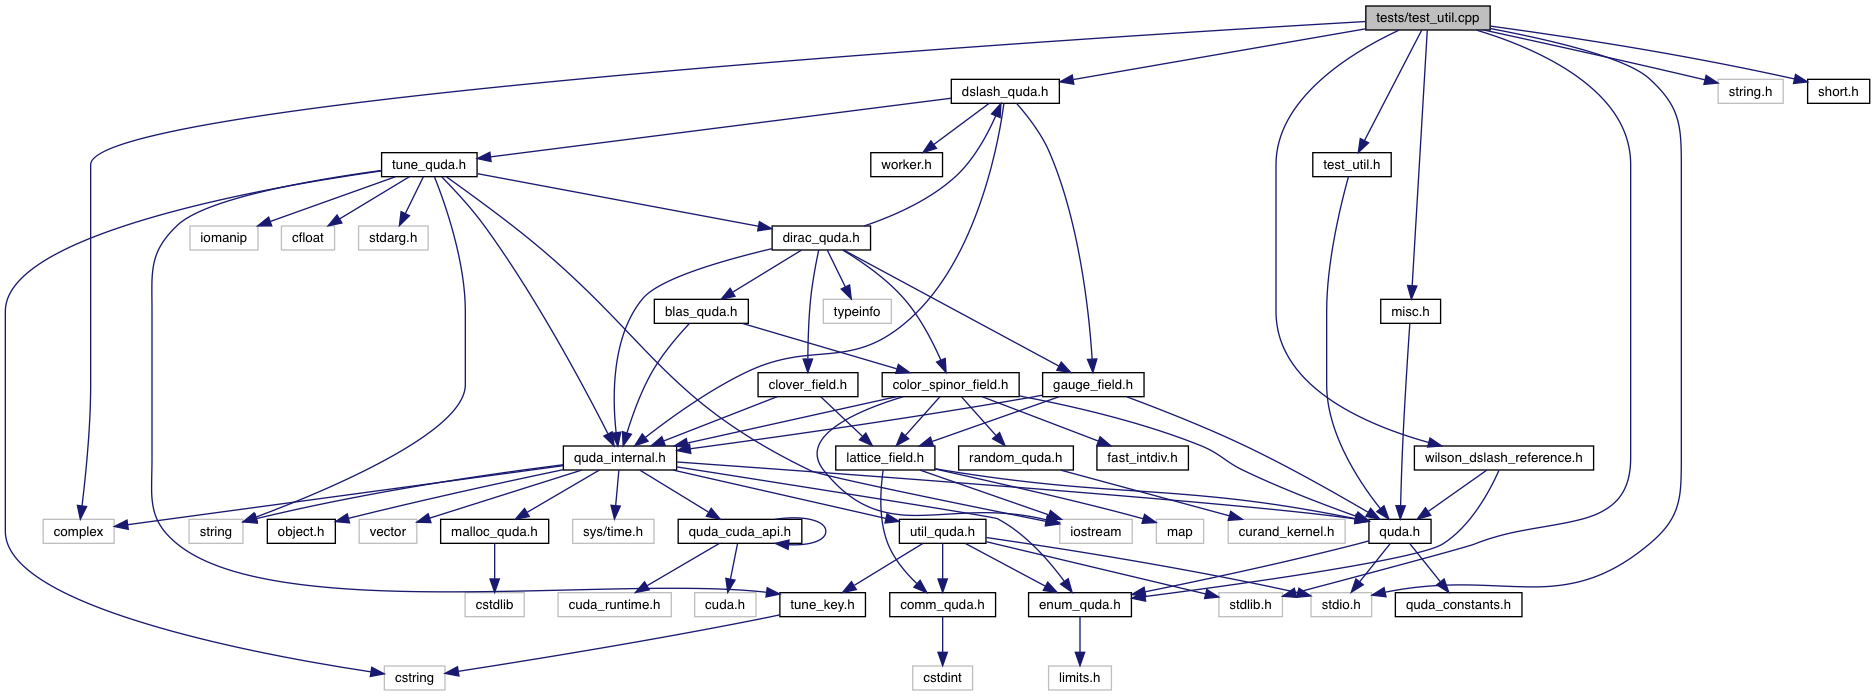 tests/test_util.cpp
dslash_quda.h
string.h
short.h
tune_quda.h
worker.h
test_util.h
iomanip
cfloat
stdarg.h
dirac_quda.h
blas_quda.h
typeinfo
misc.h
clover_field.h
color_spinor_field.h
gauge_field.h
quda_internal.h
lattice_field.h
random_quda.h
fast_intdiv.h
wilson_dslash_reference.h
complex
string
object.h
vector
malloc_quda.h
sys/time.h
quda_cuda_api.h
util_quda.h
iostream
map
curand_kernel.h
quda.h
cstdlib
cuda_runtime.h
cuda.h
tune_key.h
comm_quda.h
enum_quda.h
stdlib.h
stdio.h
quda_constants.h
cstring
cstdint
limits.h